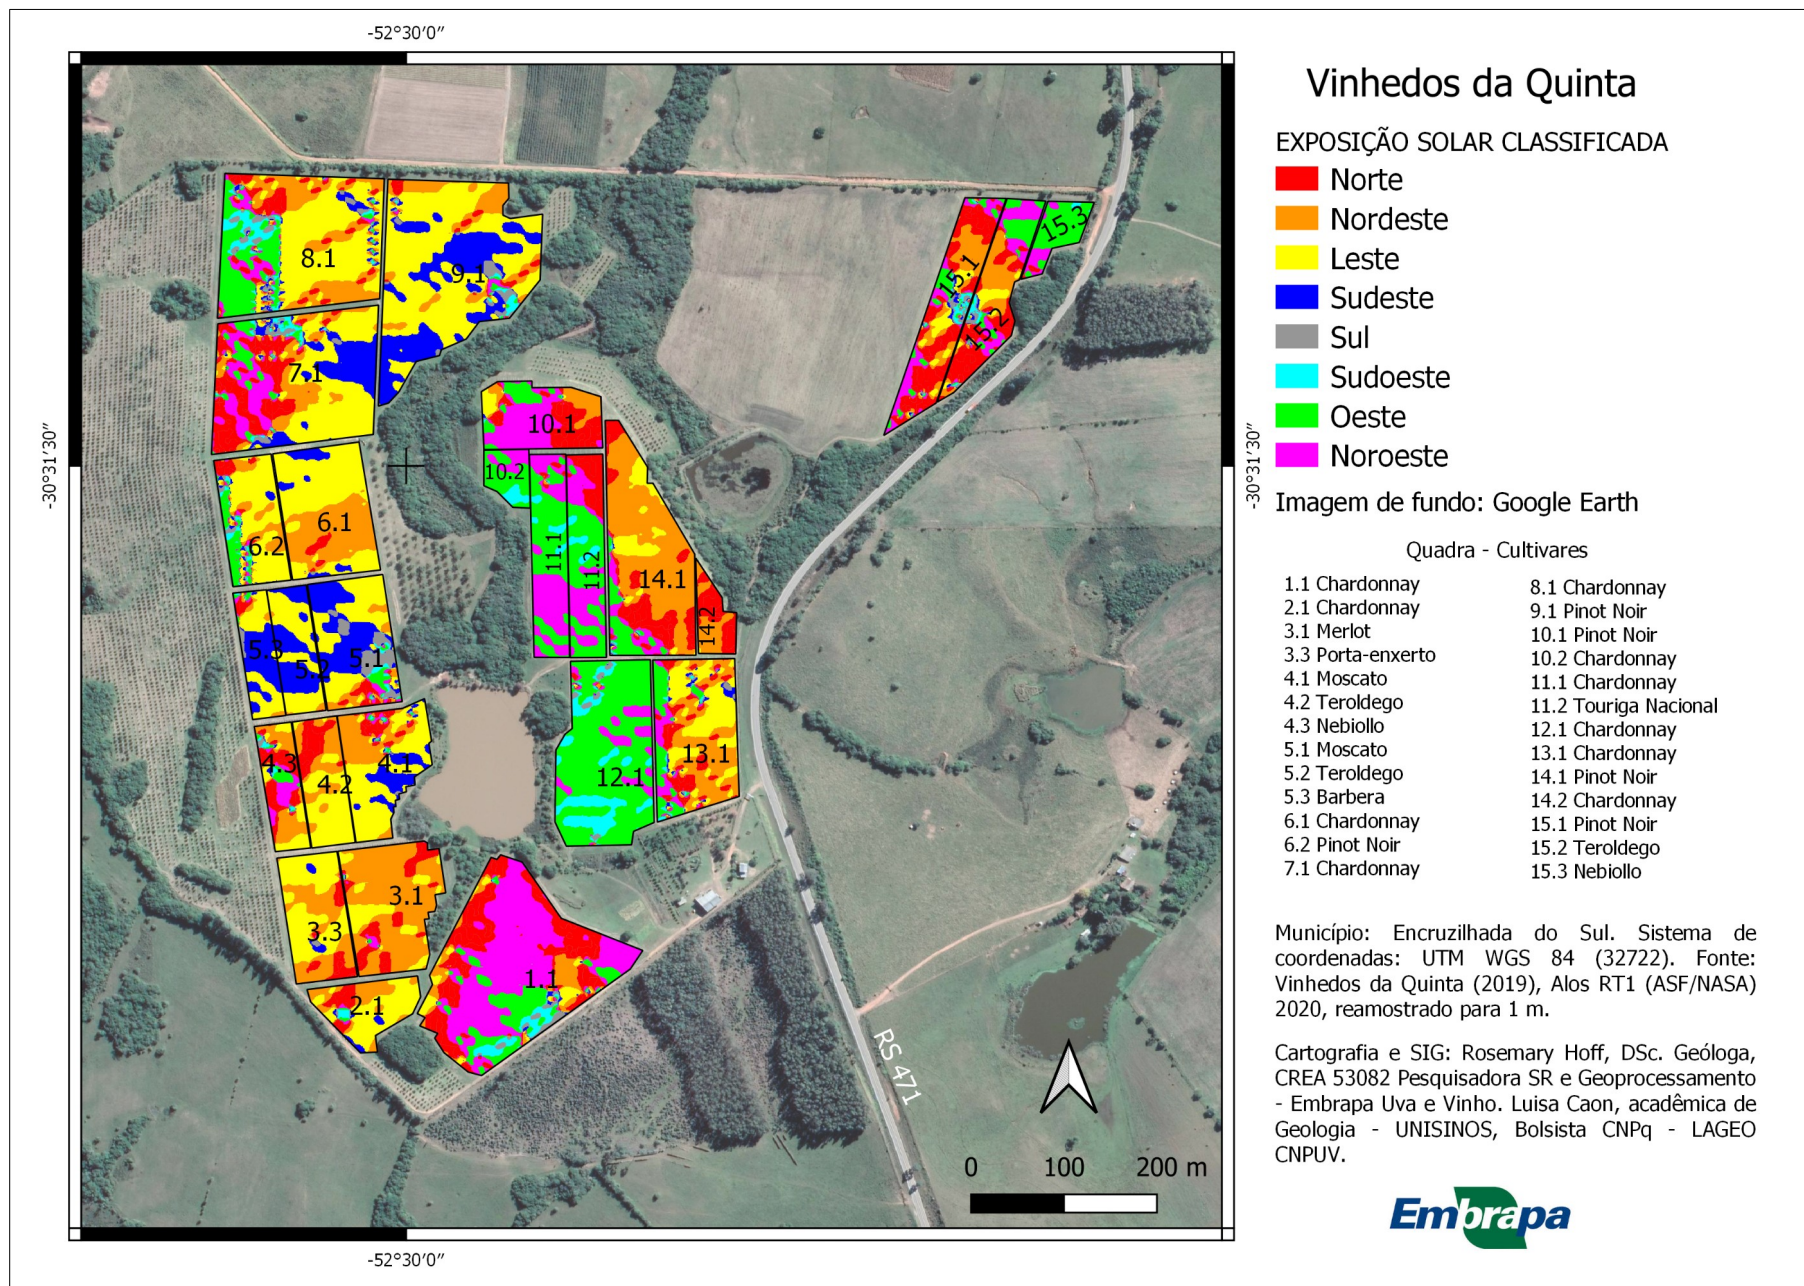 -52°30′0″
Vinhedos da Quinta
EXPOSIÇÃO SOLAR CLASSIFICADA
Norte
Nordeste
Leste
Sudeste
Sul
Sudoeste
Oeste
Noroeste
Imagem de fundo: Google Earth
Quadra - Cultivares
1.1 Chardonnay
2.1 Chardonnay
3.1 Merlot
3.3 Porta-enxerto
4.1 Moscato
4.2 Teroldego
4.3 Nebiollo
5.1 Moscato
5.2 Teroldego
5.3 Barbera
6.1 Chardonnay
6.2 Pinot Noir
7.1 Chardonnay
8.1 Chardonnay
9.1 Pinot Noir
10.1 Pinot Noir
10.2 Chardonnay
11.1 Chardonnay
11.2 Touriga Nacional
12.1 Chardonnay
13.1 Chardonnay
14.1 Pinot Noir
14.2 Chardonnay
15.1 Pinot Noir
15.2 Teroldego
15.3 Nebiollo
Município: Encruzilhada do Sul. Sistema de
coordenadas: UTM WGS 84 (32722). Fonte:
Vinhedos da Quinta (2019), Alos RT1 (ASF/NASA)
2020, reamostrado para 1 m.
Cartografia e SIG: Rosemary Hoff, DSc. Geóloga,
CREA 53082 Pesquisadora SR e Geoprocessamento
- Embrapa Uva e Vinho. Luisa Caon, acadêmica de
Geologia - UNISINOS, Bolsista CNPq - LAGEO
CNPUV.
Embrapa
8.1
9.1
7.1
15.3
15.1
15.2
10.1
10.2
6.1
6.2
11.1
11.2
14.1
14.2
5.3
5.2
5.1
4.3
4.2
4.1
12.1
13.1
3.1
3.3
2.1
1.1
RS 471
0 100 200 m
-30°31′30″
-30°31′30″
-52°30′0″